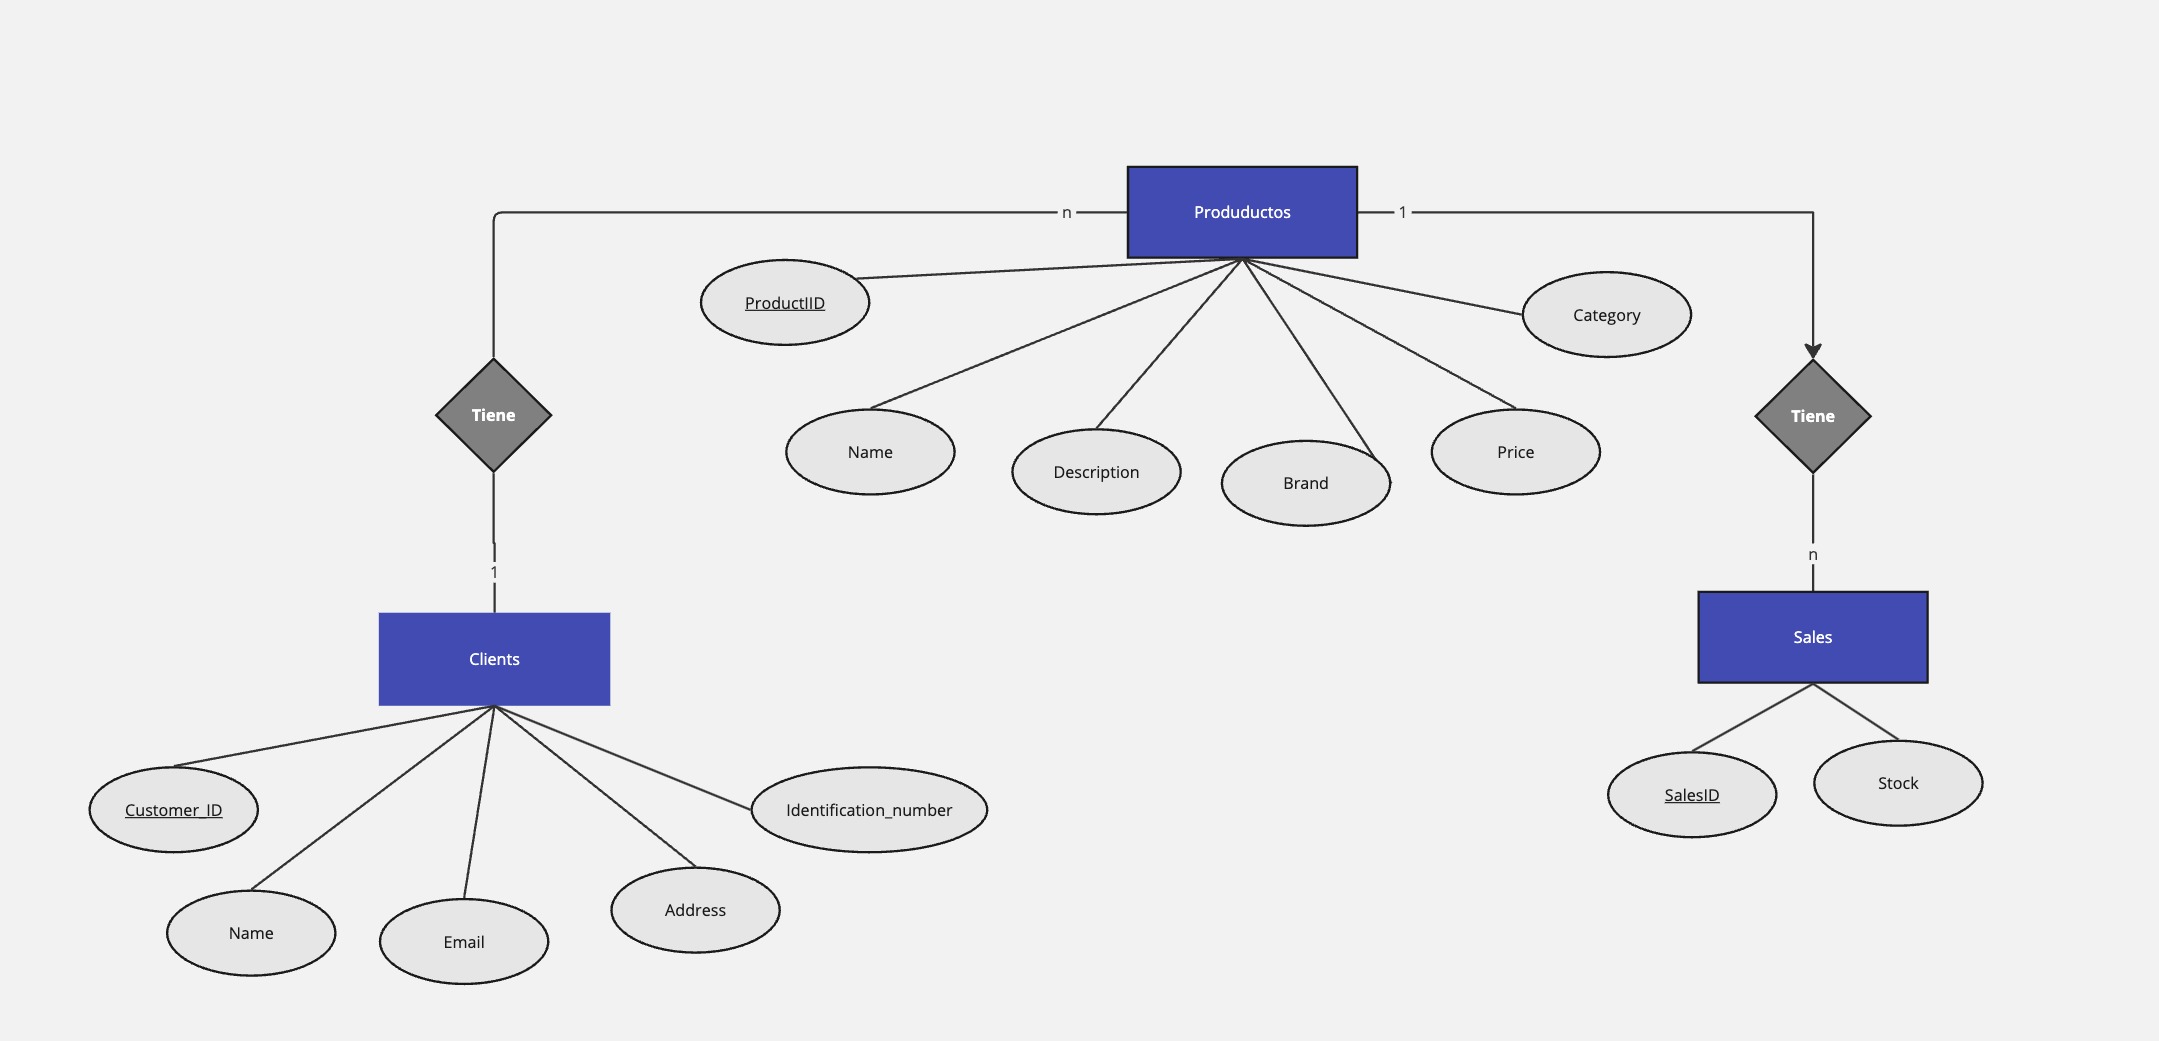 n
Produductos
1
ProductIID
Category
Tiene
Tiene
Name
Description
Brand
Price
n
1
Clients
Sales
Customer_ID
Identification_number
SalesID
Stock
Name
Email
Address